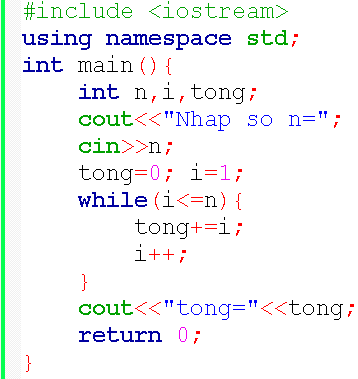 #include <iostream>
using namespace std;
int main(){
    int n,i,tong;
    cout<<"Nhap so n=";
    cin>>n;
    tong=0; i=1;
    while(i<=n){
        tong+=i;
        i++;
    }
    cout<<"tong="<<tong;
    return 0;
}